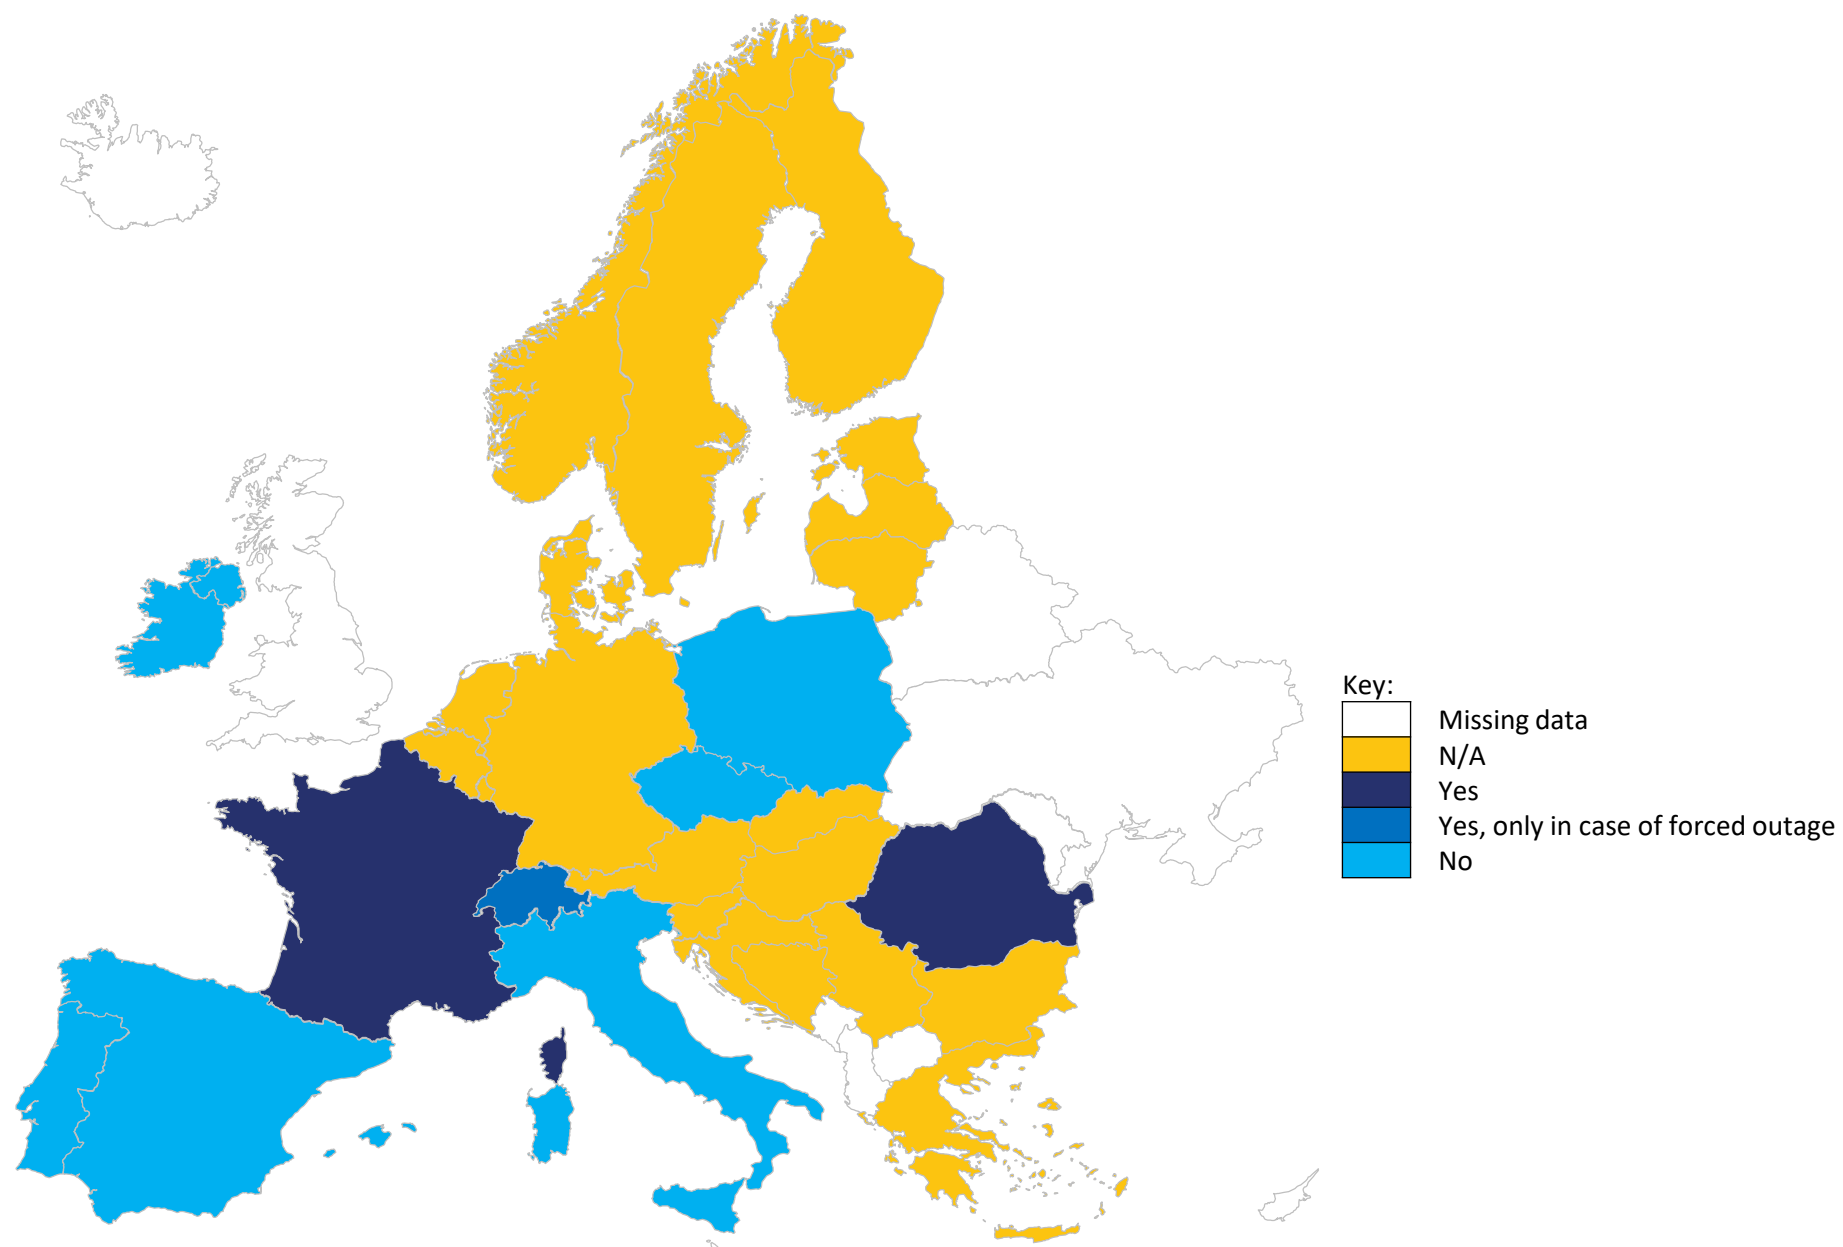 Key:
Missing data
N/A
Yes
Yes, only in case of forced outage
No